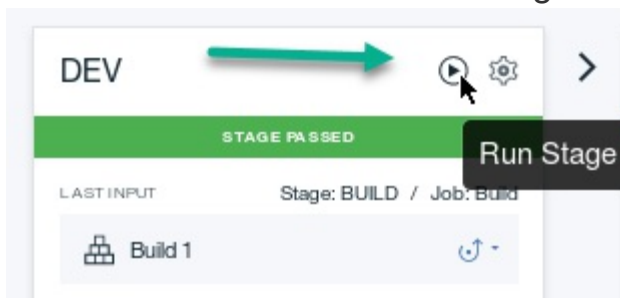 DEV
STAGE PASSED
Run Stage
LAST INPUT Stage: BUILD / Job: Build
Build 1